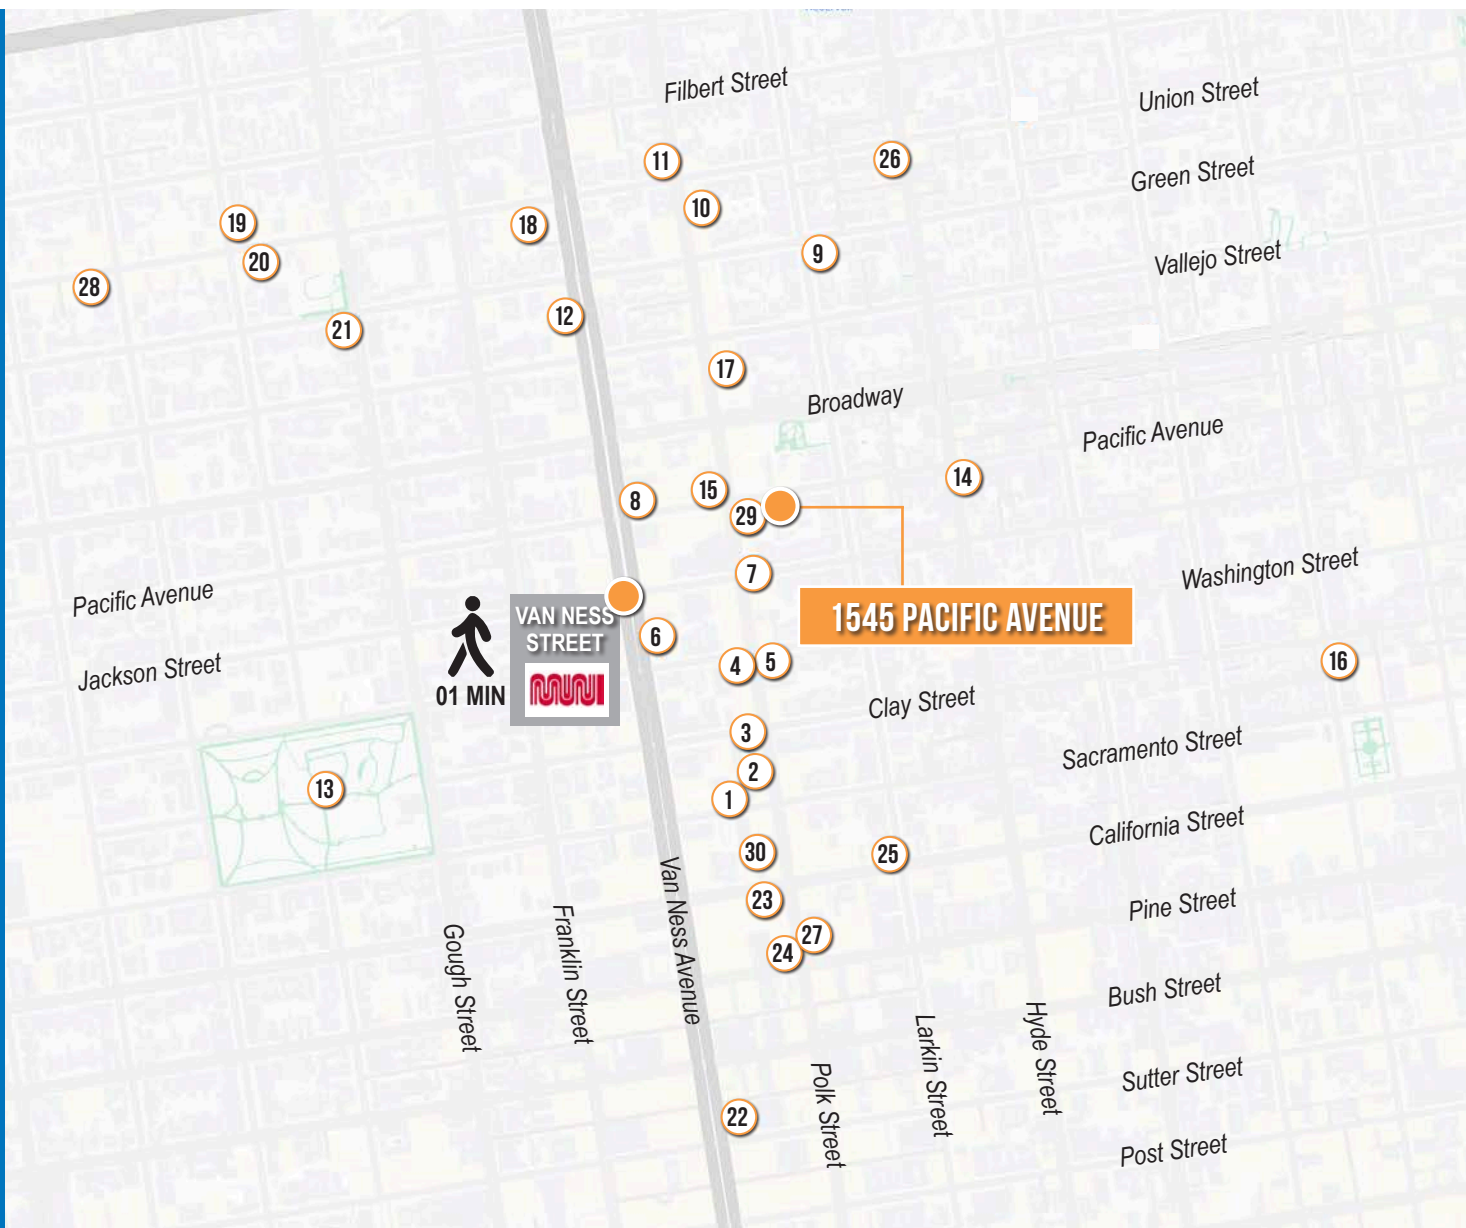 Filbert Street
Union Street
11
26
Green Street
10
19
18
9
20
Vallejo Street
28
12
21
17
Broadway
Pacific Avenue
14
15
8
29
7
Washington Street
Pacific Avenue
VAN NESS
STREET
1545 PACIFIC AVENUE
6
4
5
16
Jackson Street
01 MIN
MUNI
Clay Street
3
Sacramento Street
2
13
1
California Street
30
25
23
Pine Street
27
24
Van Ness Avenue
Franklin Street
Gough Street
Bush Street
Larkin Street
Hyde Street
Sutter Street
Polk Street
22
Post Street